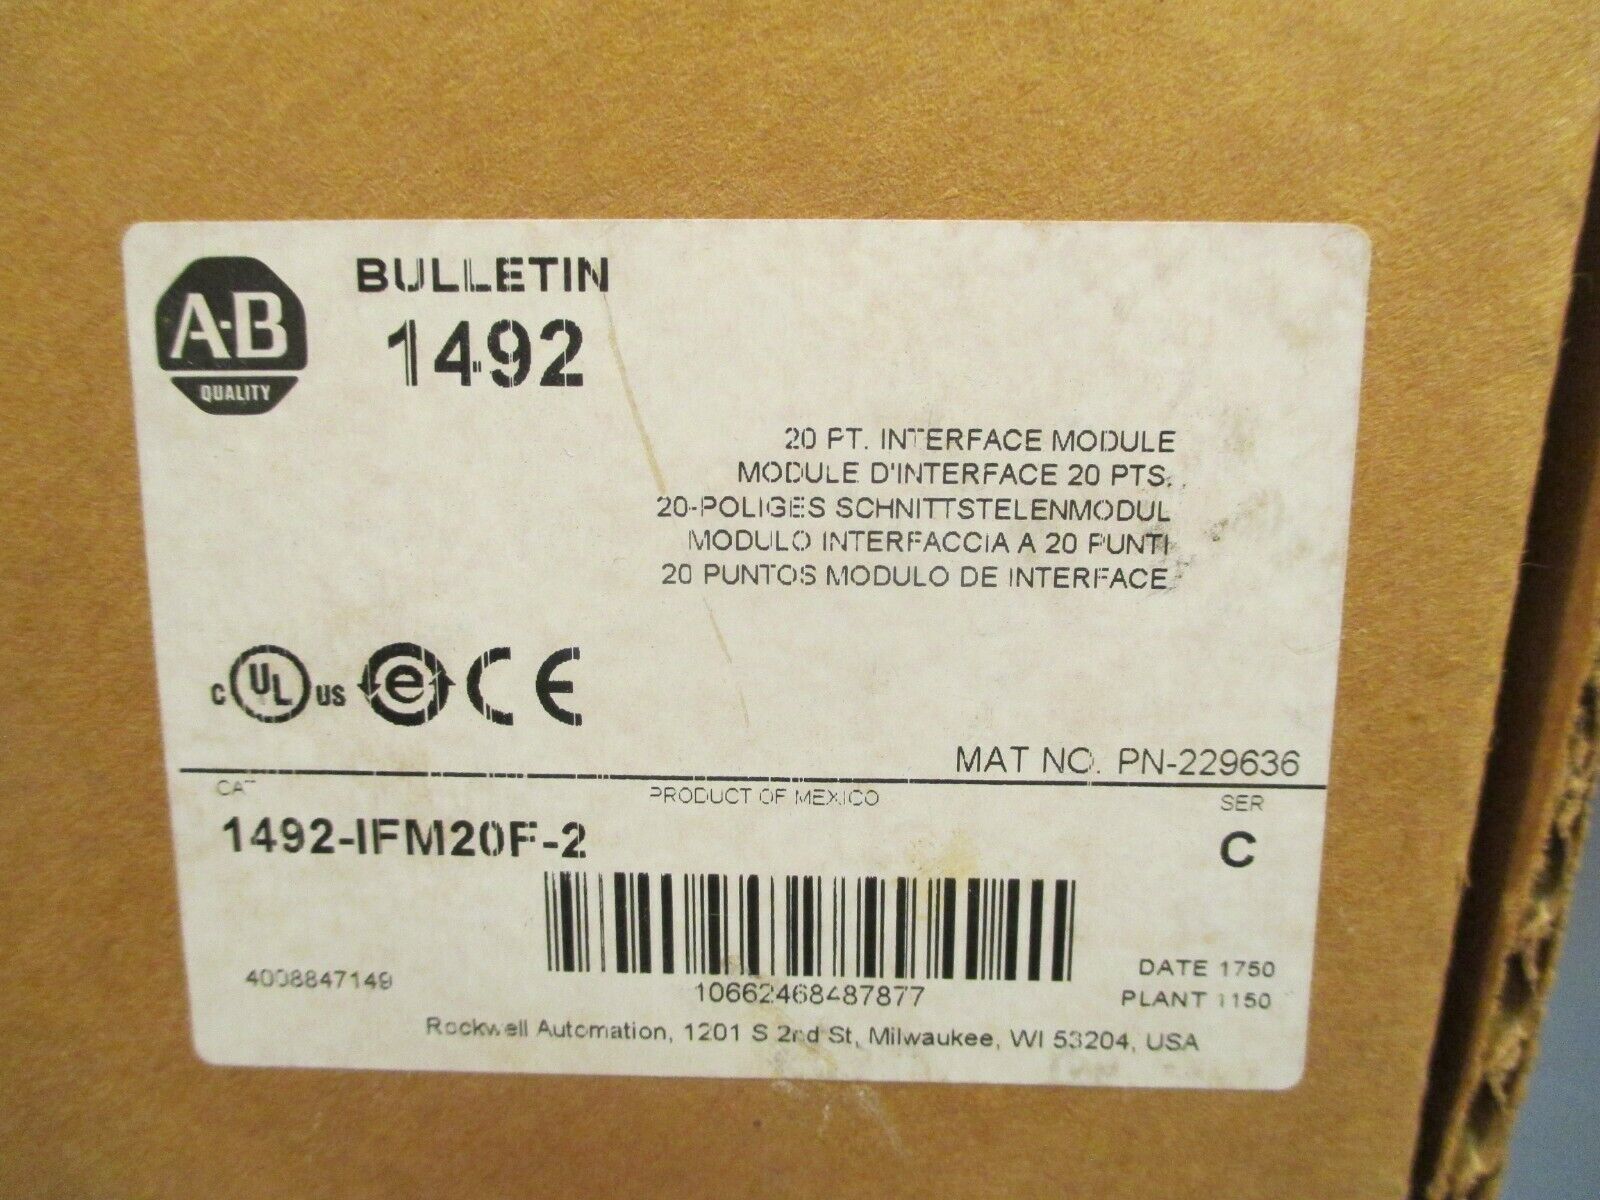 A-B
QUALITY
BULLETIN
1492
20 PT. INTERFACE MODULE
MODULE D'INTERFACE 20 PTS.
20-POLIGES SCHNITTSTELENMODUL
MODULO INTERFACCIA A 20 PUNTI
20 PUNTOS MODULO DE INTERFACE
C UL US e CE
MAT NO. PN-229636
CAT PRODUCT OF MEXICO SER
1492-IFM20F-2 C
4008847149
10662468487877
DATE 1750
PLANT 1150
Rockwell Automation, 1201 S 2nd St, Milwaukee, WI 53204, USA